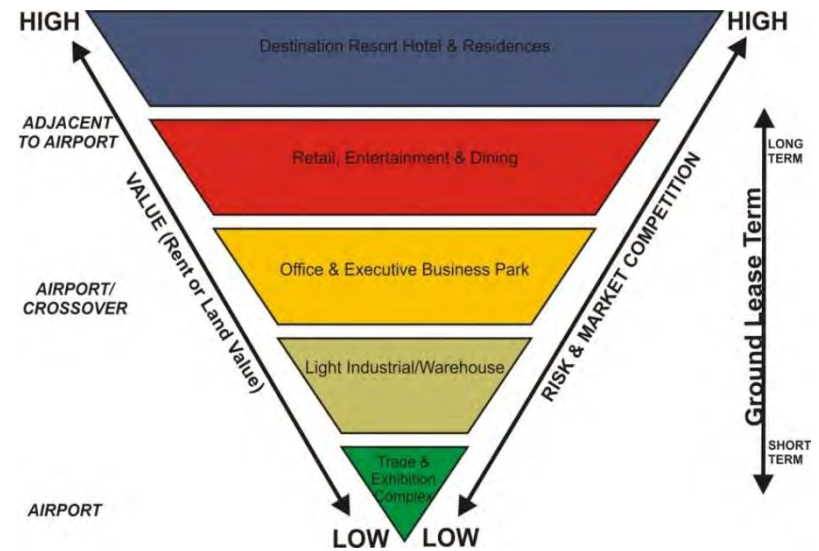 HIGH
HIGH
Destination Resort Hotel & Residences
ADJACENT
TO AIRPORT
LONG
TERM
Retail, Entertainment & Dining
VALUE (Rent or Land Value)
RISK & MARKET COMPETITION
Ground Lease Term
Office & Executive Business Park
AIRPORT/
CROSSOVER
Light Industrial/Warehouse
SHORT
TERM
Trade &
Exhibition
Complex
AIRPORT
LOW
LOW